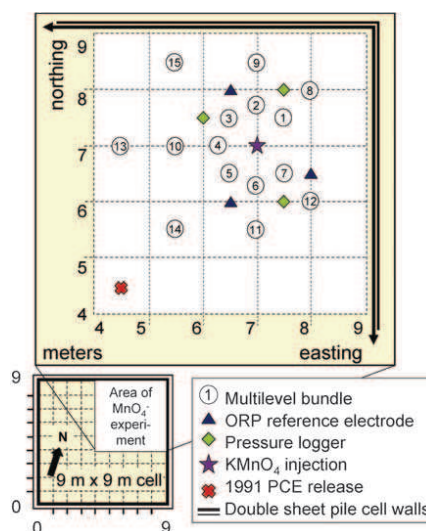 9
northing
8
7
6
5
4
15
9
8
2
3
1
13
10
4
5
7
6
12
14
11
4 5 6 7 8 9
meters
easting
9
Area of
MnO₄⁻
experi-
ment
N
9 m x 9 m cell
0
0 9
1 Multilevel bundle
ORP reference electrode
Pressure logger
KMnO₄ injection
1991 PCE release
Double sheet pile cell walls